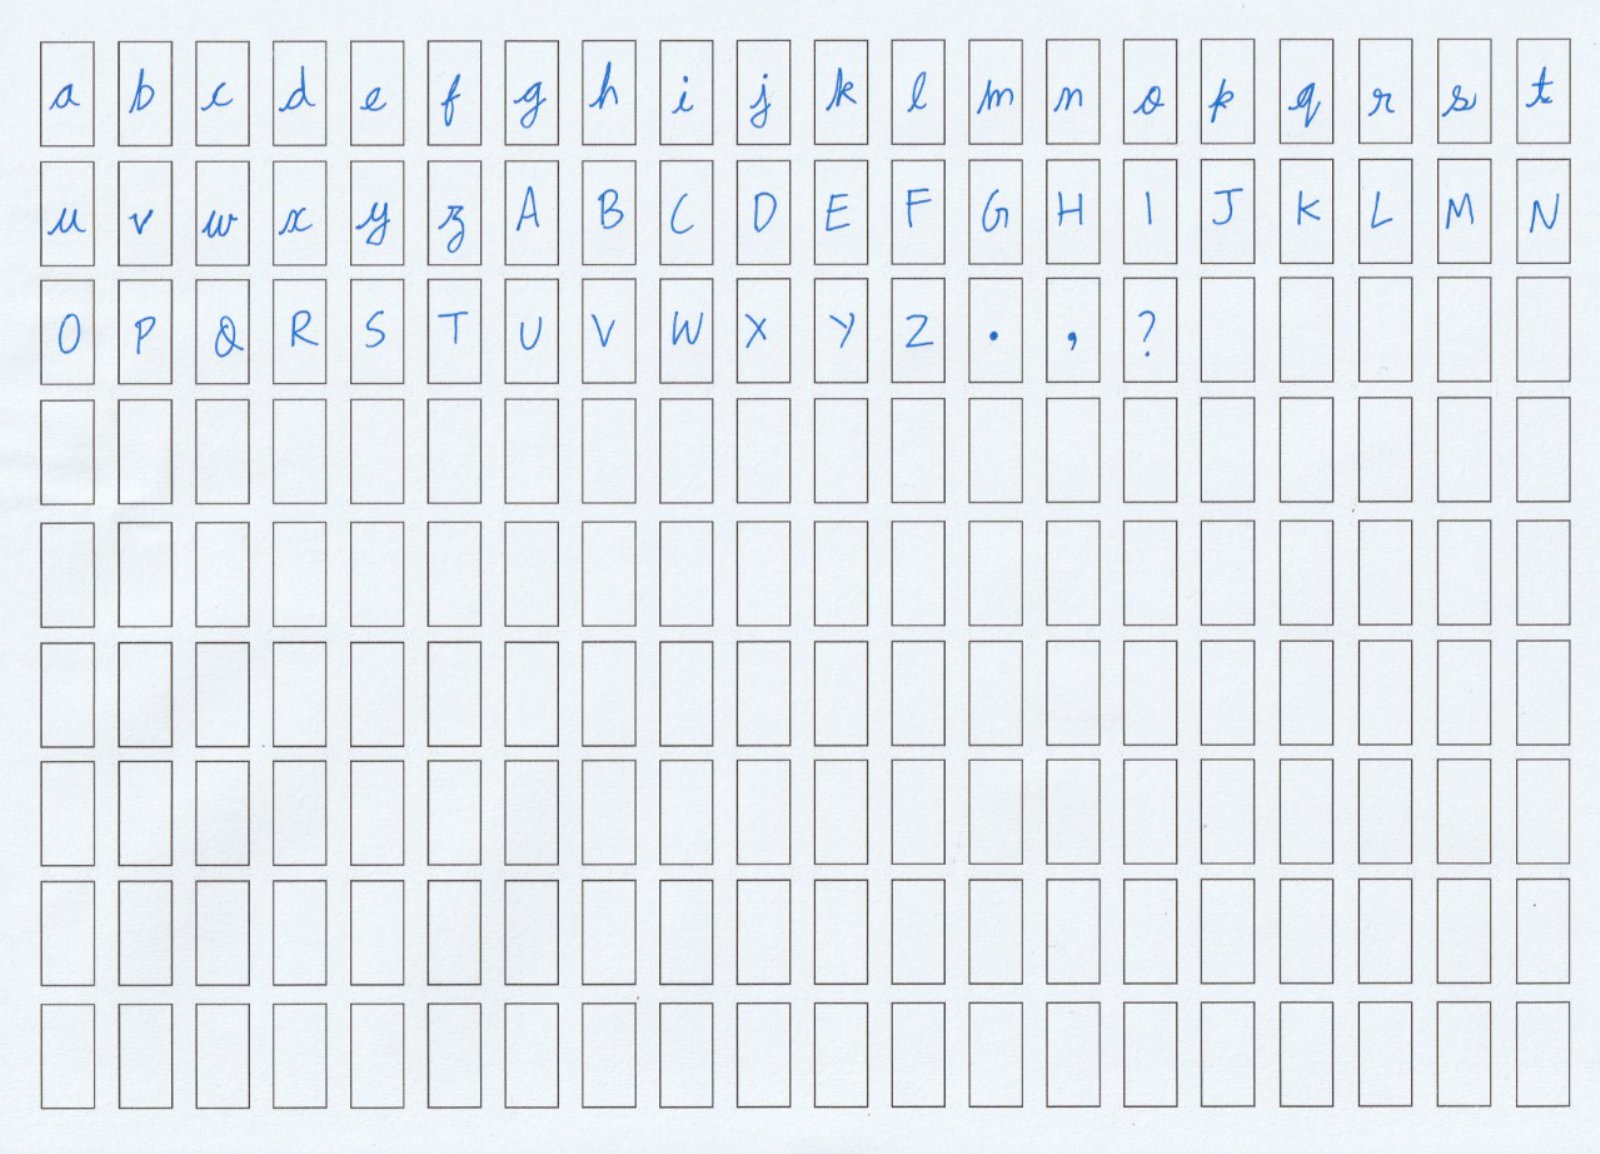 a b c d e f g h i j k l m n o p q r s t
u v w x y z A B C D E F G H I J K L M N
O P Q R S T U V W X Y Z . , ?